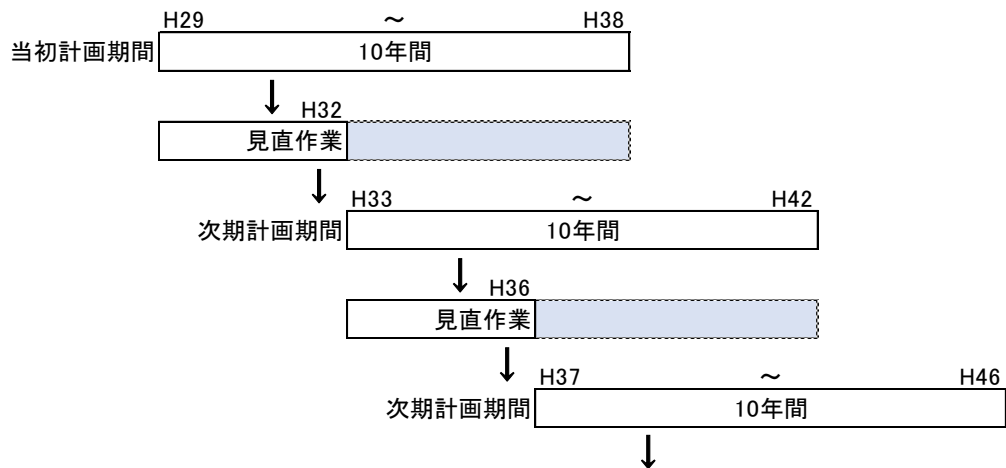 H29 ～ H38
当初計画期間 10年間
H32
見直作業
H33 ～ H42
次期計画期間 10年間
H36
見直作業
H37 ～ H46
次期計画期間 10年間